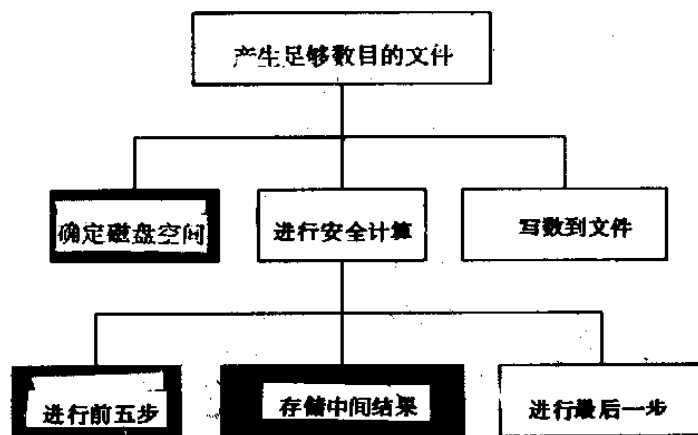 产生足够数目的文件
确定磁盘空间
进行安全计算
写数到文件
进行前五步
存储中间结果
进行最后一步